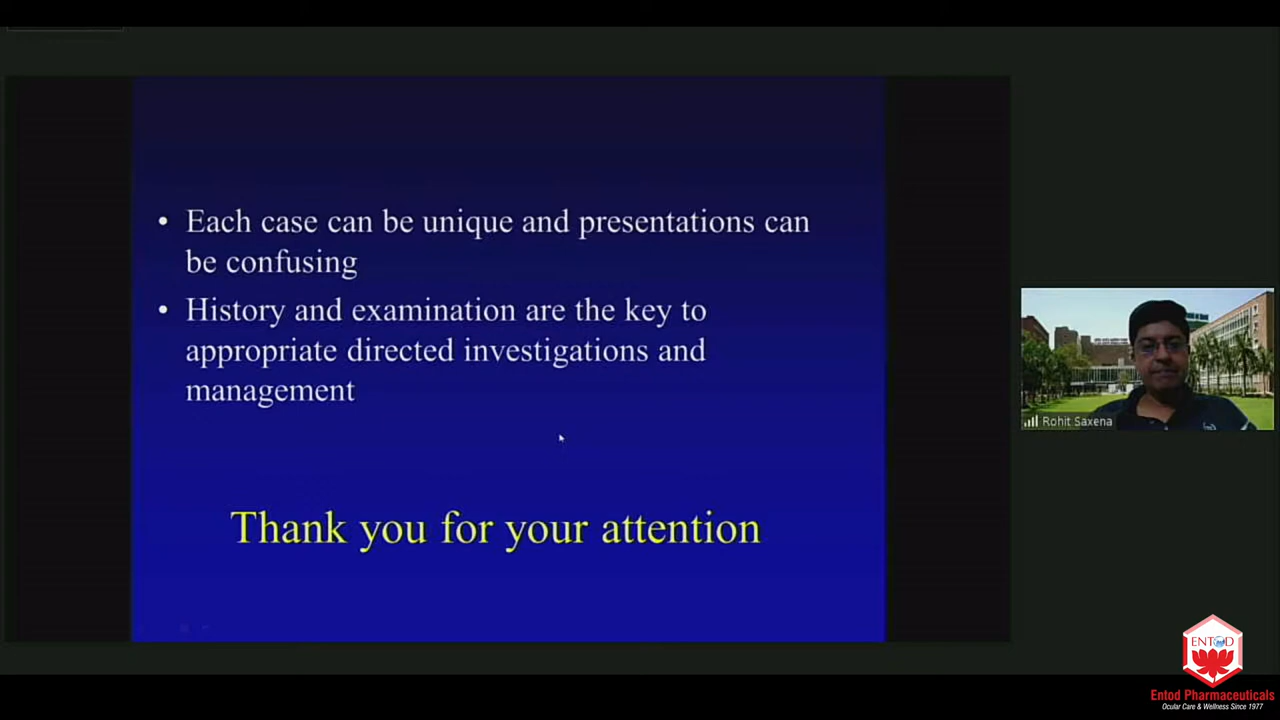 • Each case can be unique and presentations can
be confusing
• History and examination are the key to
appropriate directed investigations and
management
Thank you for your attention
Rohit Saxena
ENTOD
Entod Pharmaceuticals
Ocular Care & Wellness Since 1977